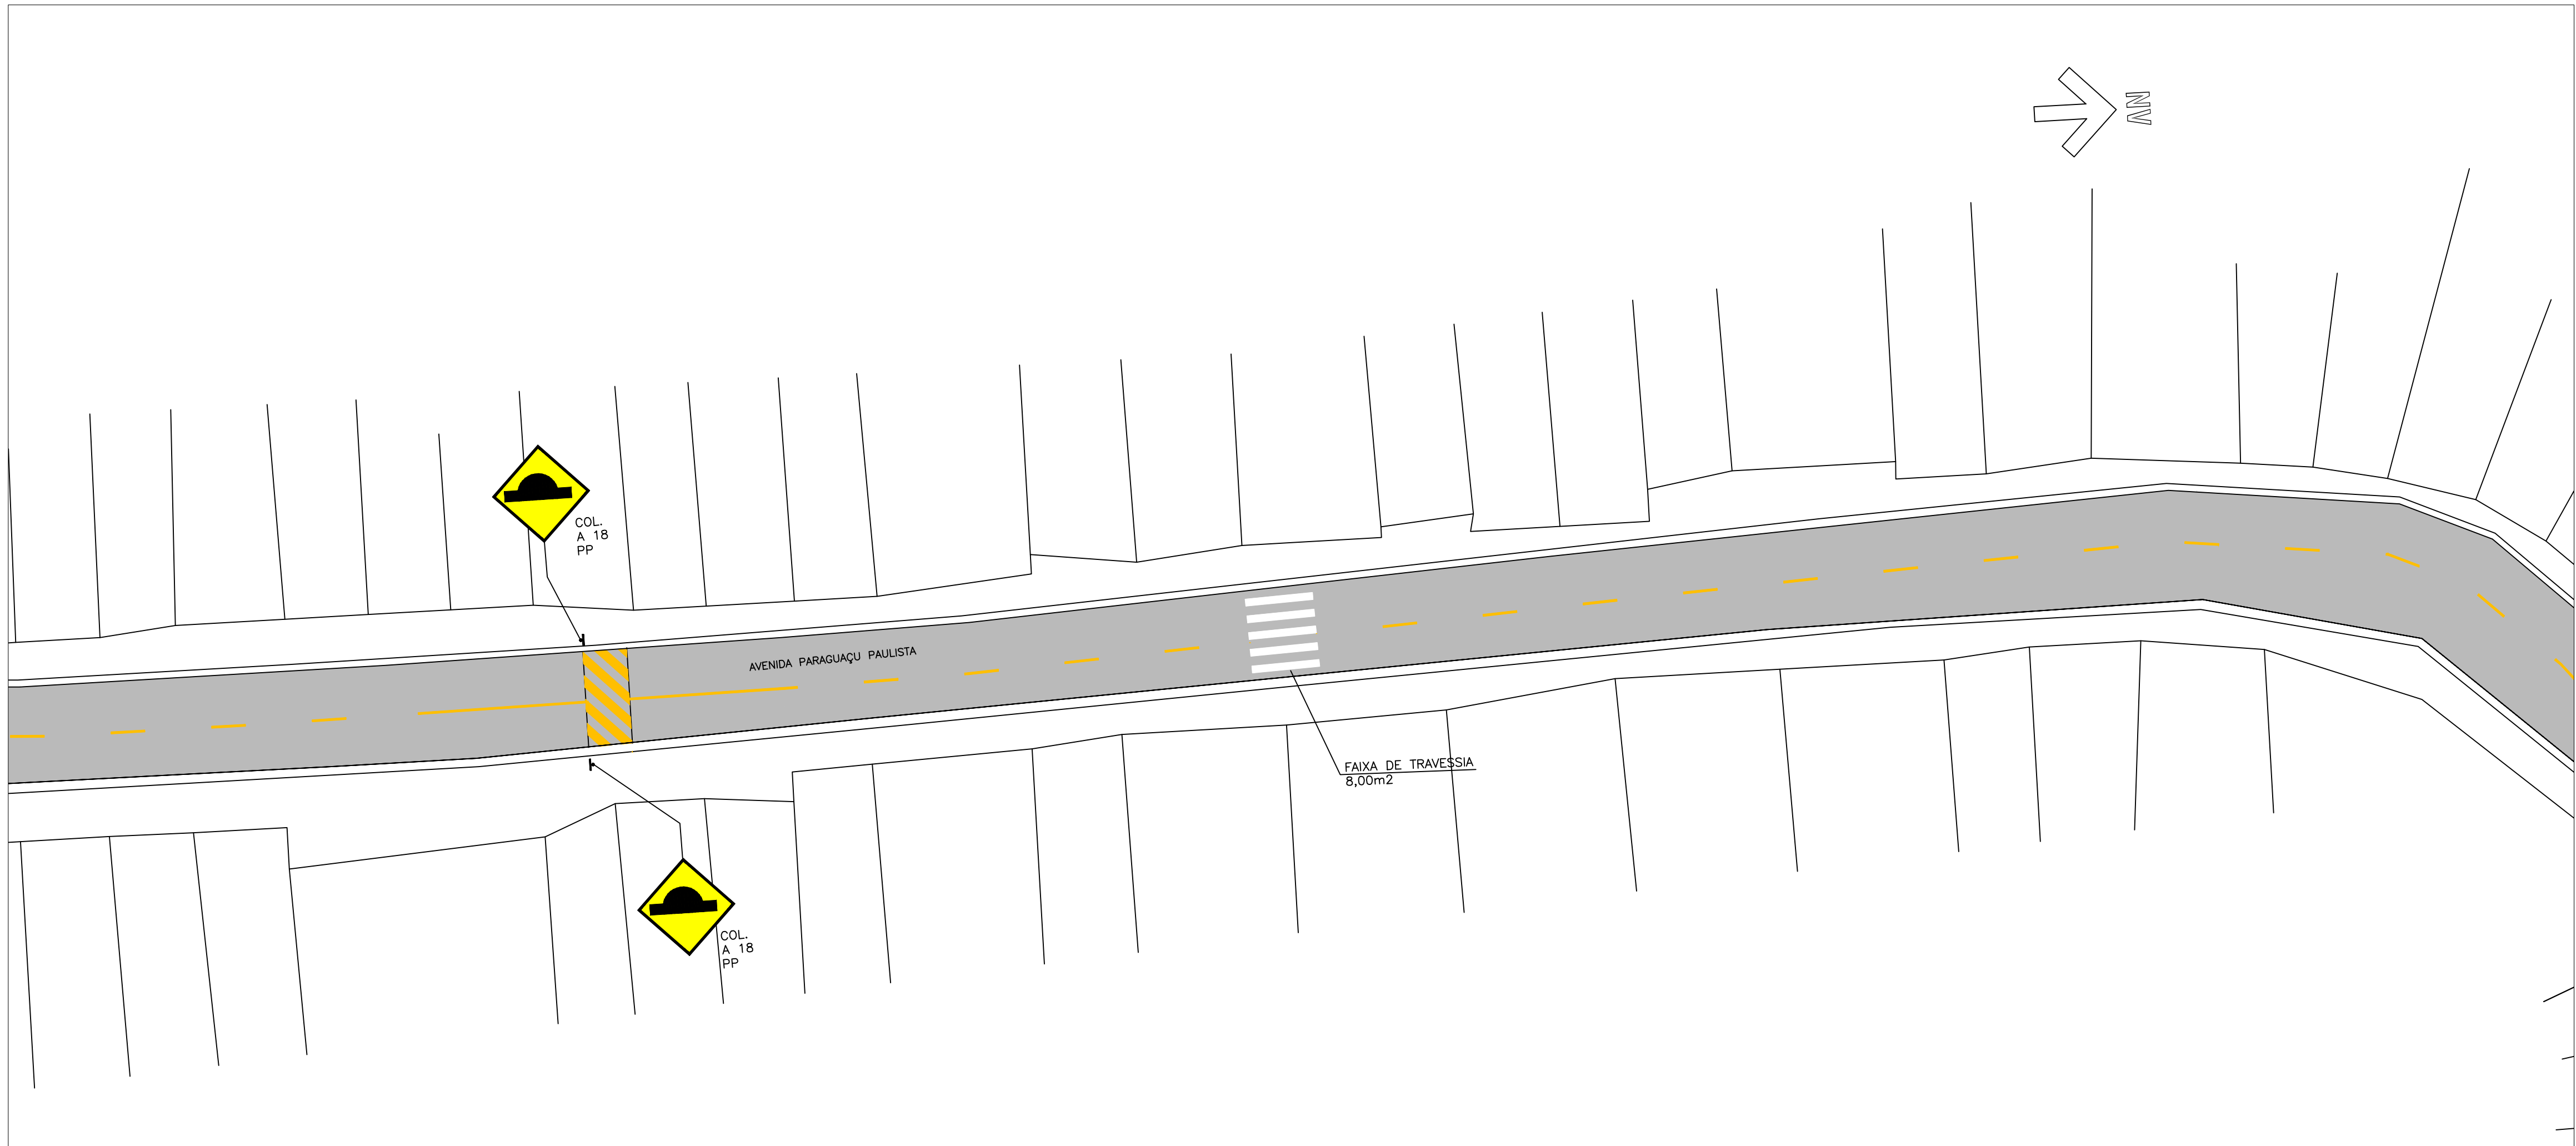 NV
COL.
A 18
PP
AVENIDA PARAGUAÇU PAULISTA
FAIXA DE TRAVESSIA
8,00m2
COL.
A 18
PP